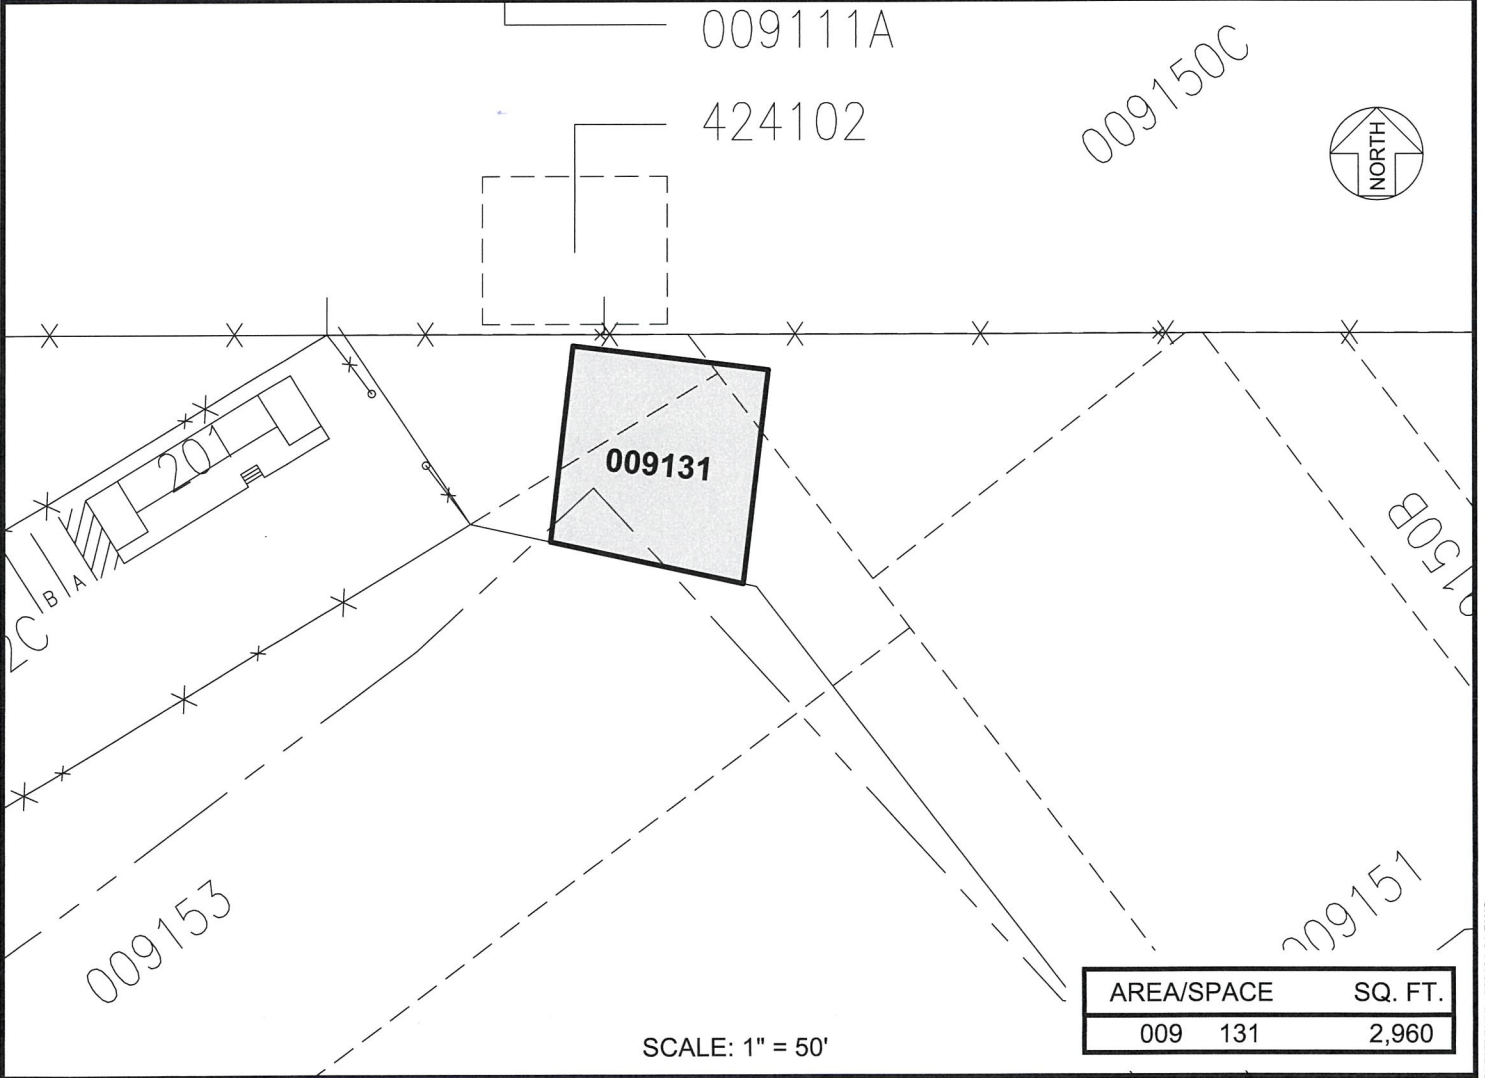 009111A
424102
009150C
NORTH
201
009131
B A
2C
150B
009153
009151
AREA/SPACE SQ. FT.
009 131 2,960
SCALE: 1" = 50'